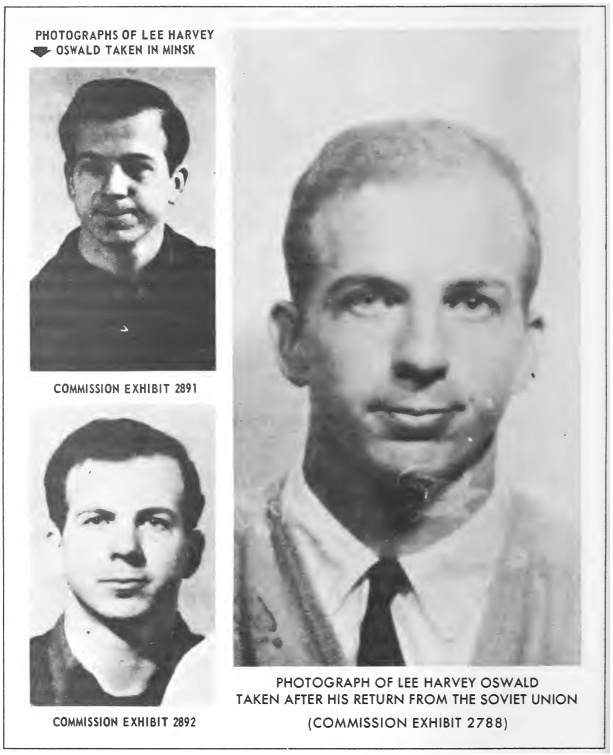 PHOTOGRAPHS OF LEE HARVEY
OSWALD TAKEN IN MINSK
COMMISSION EXHIBIT 2891
COMMISSION EXHIBIT 2892
PHOTOGRAPH OF LEE HARVEY OSWALD
TAKEN AFTER HIS RETURN FROM THE SOVIET UNION
(COMMISSION EXHIBIT 2788)